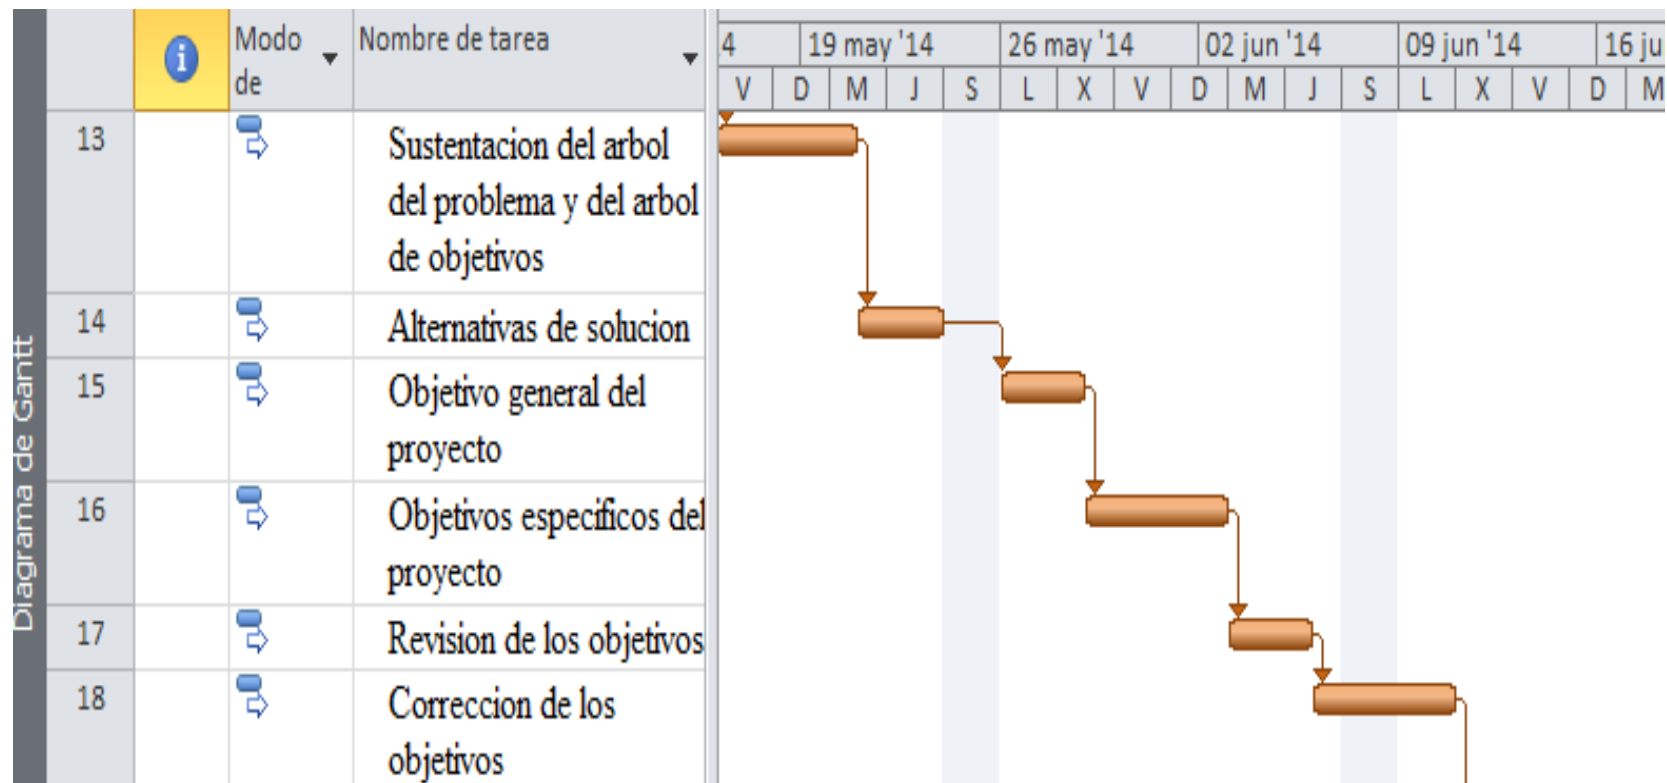 Modo de
Nombre de tarea
4
19 may '14
26 may '14
02 jun '14
09 jun '14
16 ju
V D M J S L X V D M J S L X V D M
13
Sustentacion del arbol
del problema y del arbol
de objetivos
14
Alternativas de solucion
15
Objetivo general del
proyecto
16
Objetivos especificos del
proyecto
17
Revision de los objetivos
18
Correccion de los
objetivos
Diagrama de Gantt